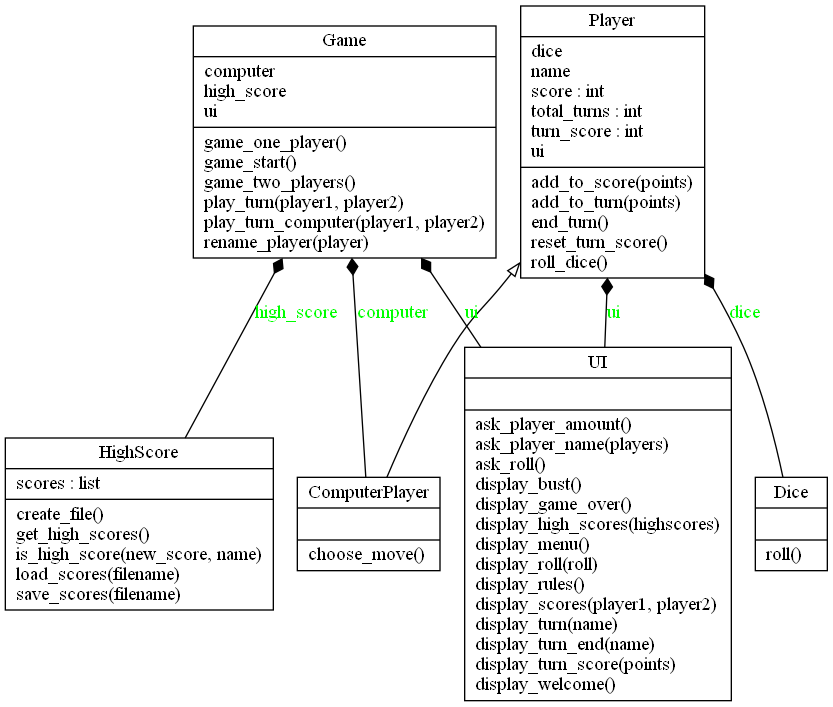 Game
computer
high_score
ui
game_one_player()
game_start()
game_two_players()
play_turn(player1, player2)
play_turn_computer(player1, player2)
rename_player(player)
Player
dice
name
score : int
total_turns : int
turn_score : int
ui
add_to_score(points)
add_to_turn(points)
end_turn()
reset_turn_score()
roll_dice()
high_score
computer
ui
ui
dice
HighScore
scores : list
create_file()
get_high_scores()
is_high_score(new_score, name)
load_scores(filename)
save_scores(filename)
ComputerPlayer
choose_move()
UI
ask_player_amount()
ask_player_name(players)
ask_roll()
display_bust()
display_game_over()
display_high_scores(highscores)
display_menu()
display_roll(roll)
display_rules()
display_scores(player1, player2)
display_turn(name)
display_turn_end(name)
display_turn_score(points)
display_welcome()
Dice
roll()